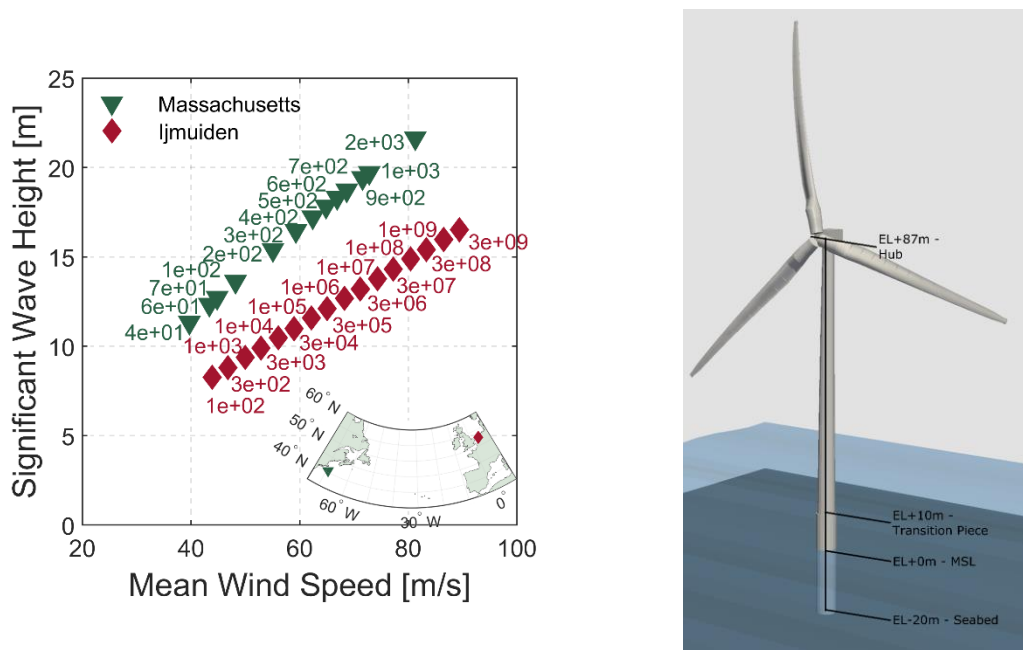 25
20
15
10
5
0
Significant Wave Height [m]
Massachusetts
Ijmuiden
2e+03
7e+02
1e+03
6e+02
9e+02
5e+02
4e+02
3e+02
2e+02
1e+02
7e+01
6e+01
4e+01
1e+09
3e+09
1e+08
3e+08
1e+07
3e+07
1e+06
3e+06
1e+05
3e+05
1e+04
3e+04
1e+03
3e+03
3e+02
1e+02
60° N
50° N
40° N
60° W
30° W
0°
20
40
60
80
100
Mean Wind Speed [m/s]
EL+87m -
Hub
EL+10m -
Transition Piece
EL+0m - MSL
EL-20m - Seabed